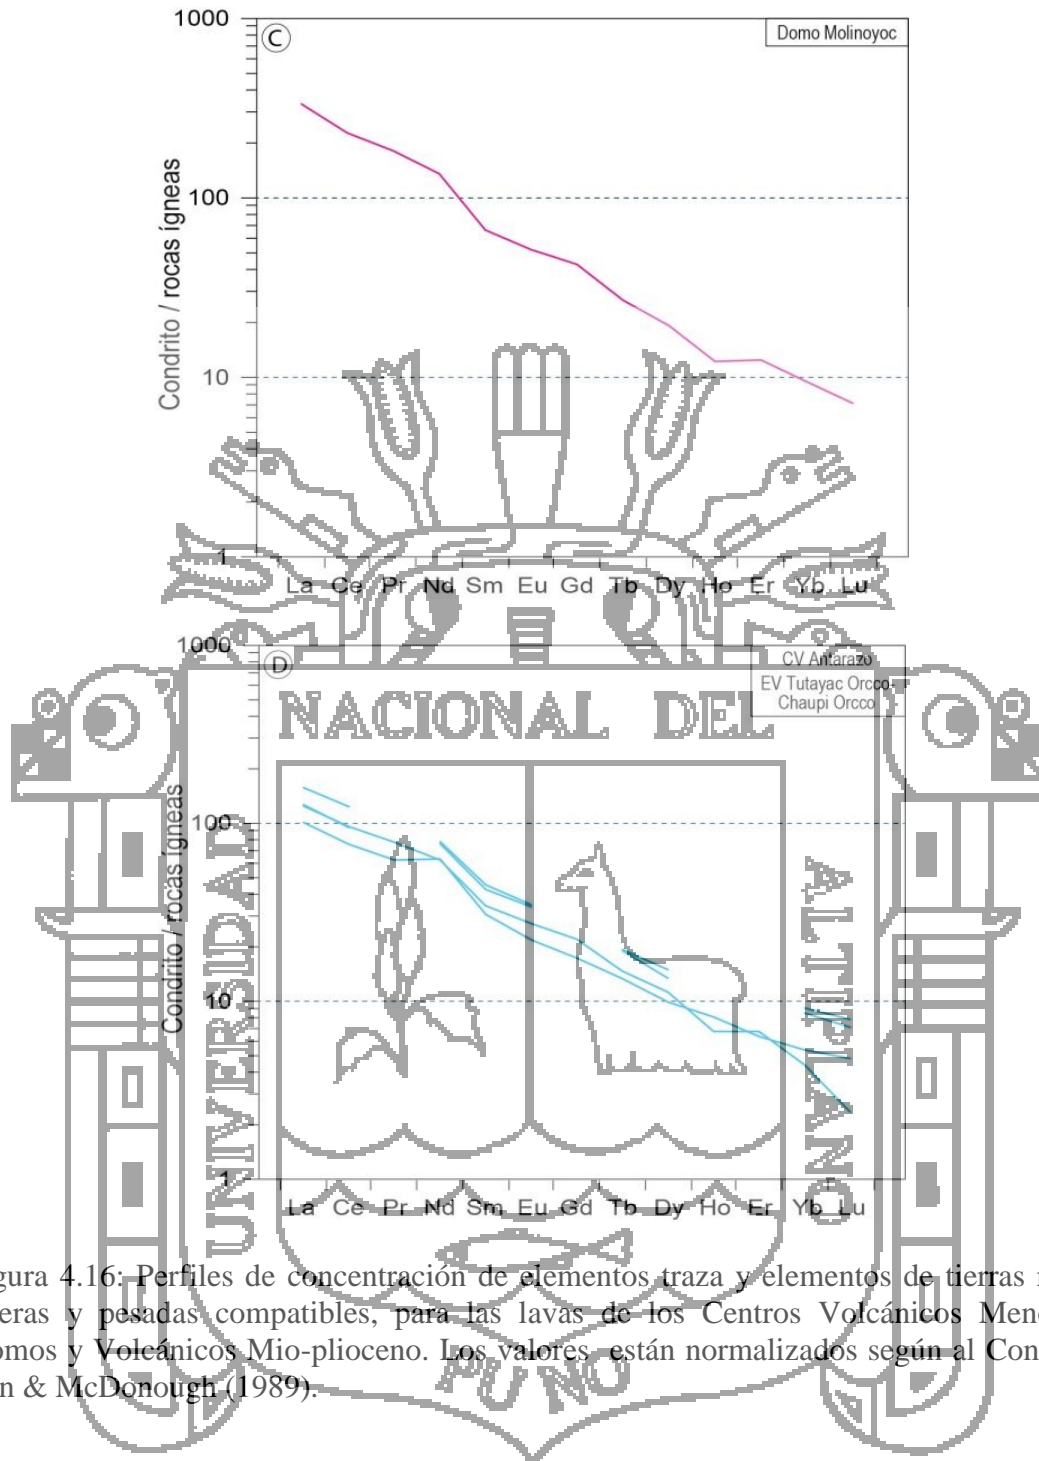 1000
C
Domo Molinoyoc
100
10
1
Condrito / rocas ígneas
La Ce Pr Nd Sm Eu Gd Tb Dy Ho Er Yb Lu
1000
D
CV Antarazo
EV Tutayac Orcco-
Chaupi Orcco
100
10
1
Condrito / rocas ígneas
La Ce Pr Nd Sm Eu Gd Tb Dy Ho Er Yb Lu
UNIVERSIDAD
NACIONAL DEL
ALTIPLANO
PUNO
gura 4.16: Perfiles de concentración de elementos traza y elementos de tierras
eras y pesadas compatibles, para las lavas de los Centros Volcánicos Men
omos y Volcánicos Mio-plioceno. Los valores están normalizados según al Con
n & McDonough (1989).